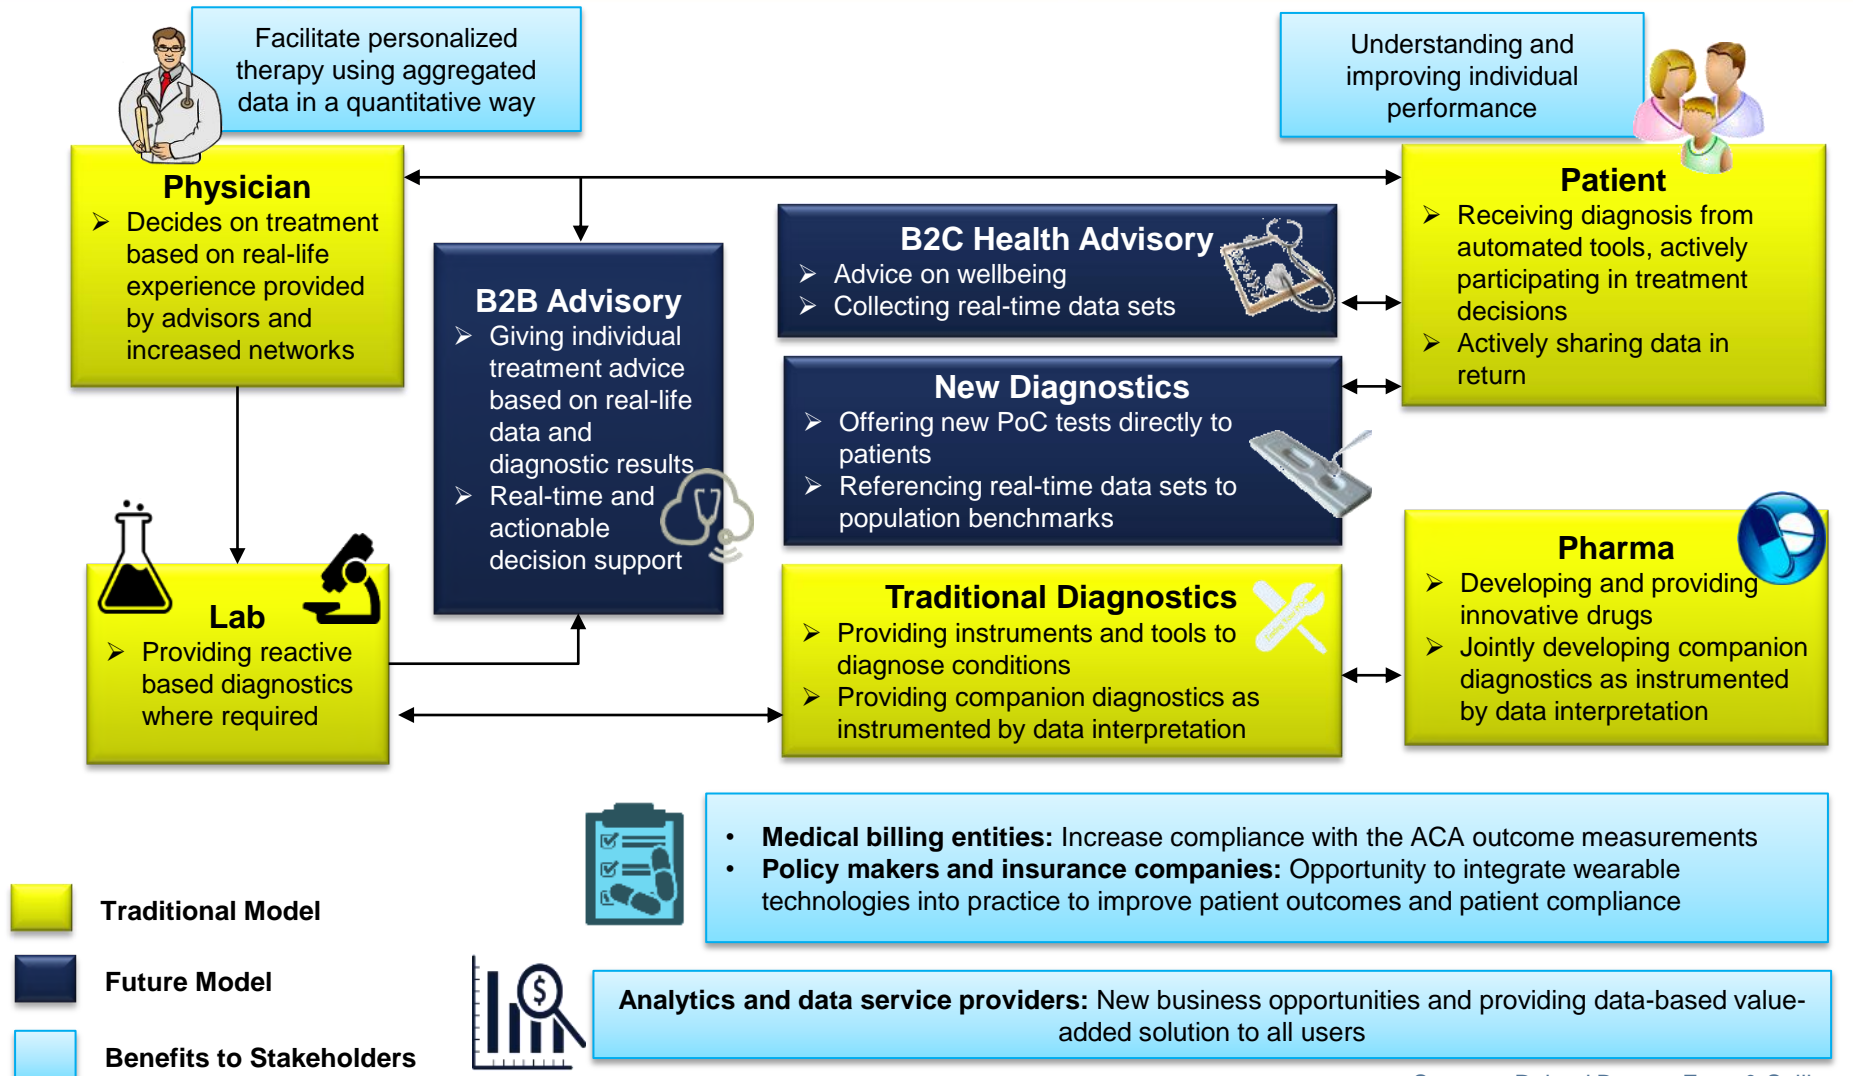 Facilitate personalized
therapy using aggregated
data in a quantitative way
Understanding and
improving individual
performance
Physician
➢ Decides on treatment
based on real-life
experience provided
by advisors and
increased networks
B2B Advisory
➢ Giving individual
treatment advice
based on real-life
data and
diagnostic results
➢ Real-time and
actionable
decision support
B2C Health Advisory
➢ Advice on wellbeing
➢ Collecting real-time data sets
New Diagnostics
➢ Offering new PoC tests directly to
patients
➢ Referencing real-time data sets to
population benchmarks
Patient
➢ Receiving diagnosis from
automated tools, actively
participating in treatment
decisions
➢ Actively sharing data in
return
Lab
➢ Providing reactive
based diagnostics
where required
Traditional Diagnostics
➢ Providing instruments and tools to
diagnose conditions
➢ Providing companion diagnostics as
instrumented by data interpretation
Pharma
➢ Developing and providing
innovative drugs
➢ Jointly developing companion
diagnostics as instrumented
by data interpretation
• Medical billing entities: Increase compliance with the ACA outcome measurements
• Policy makers and insurance companies: Opportunity to integrate wearable
technologies into practice to improve patient outcomes and patient compliance
$
Analytics and data service providers: New business opportunities and providing data-based value-
added solution to all users
Traditional Model
Future Model
Benefits to Stakeholders